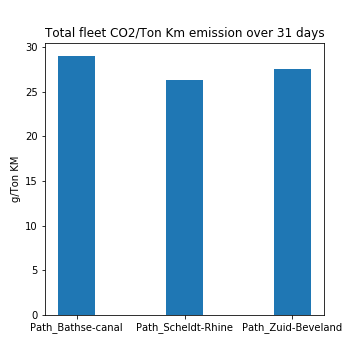 Total fleet CO2/Ton Km emission over 31 days
g/Ton KM
30
25
20
15
10
5
0
Path_Bathse-canal Path_Scheldt-Rhine Path_Zuid-Beveland